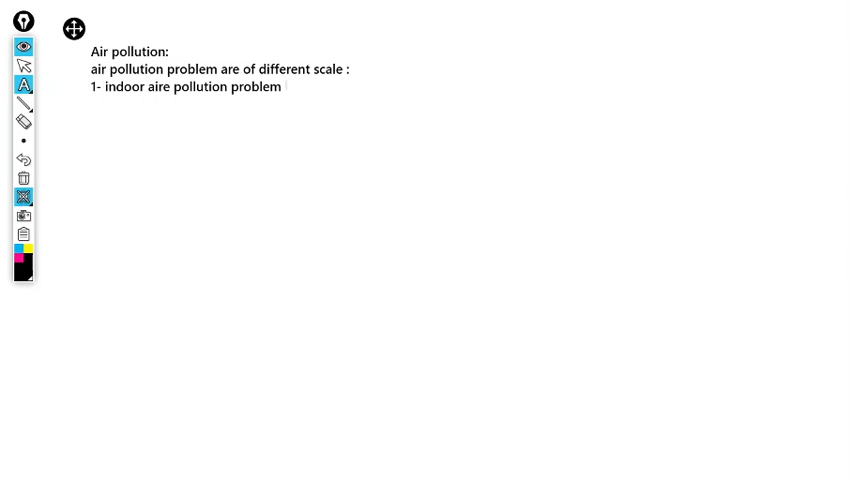 Air pollution:
air pollution problem are of different scale :
1- indoor aire pollution problem